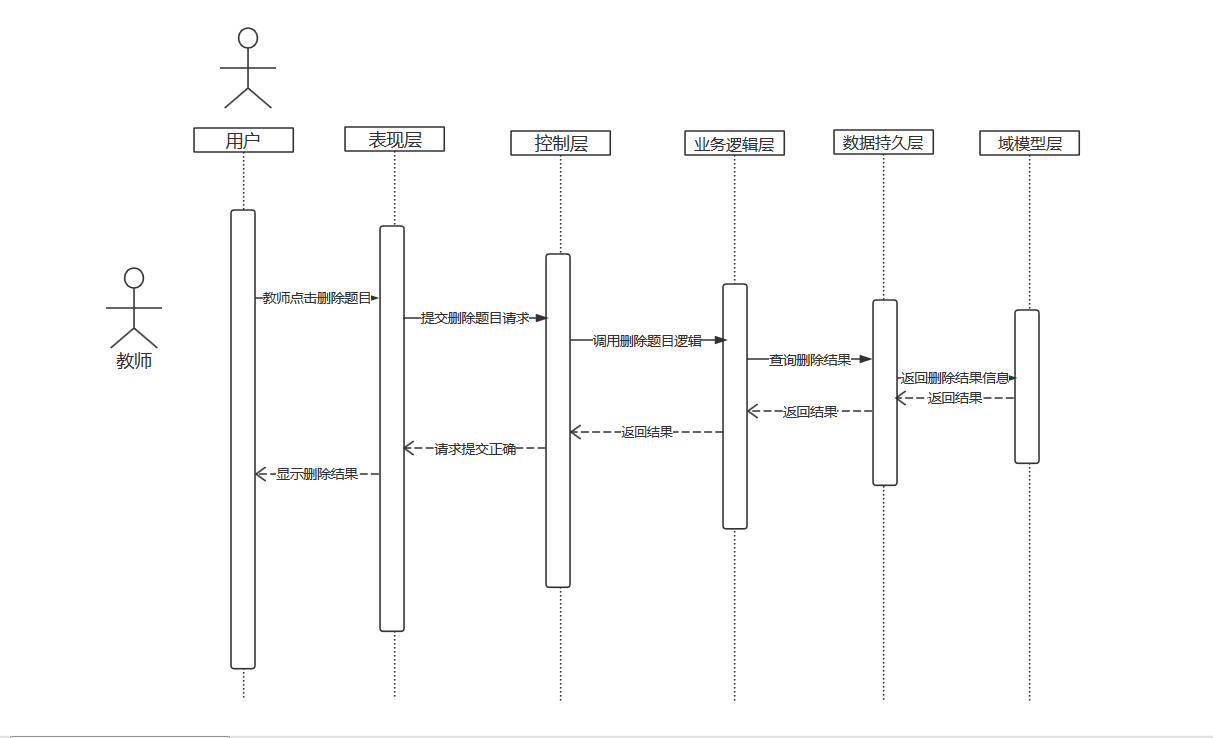 用户
表现层
控制层
业务逻辑层
数据持久层
域模型层
教师
教师点击删除题目
提交删除题目请求
调用删除题目逻辑
查询删除结果
返回删除结果信息
返回结果
返回结果
返回结果
请求提交正确
显示删除结果